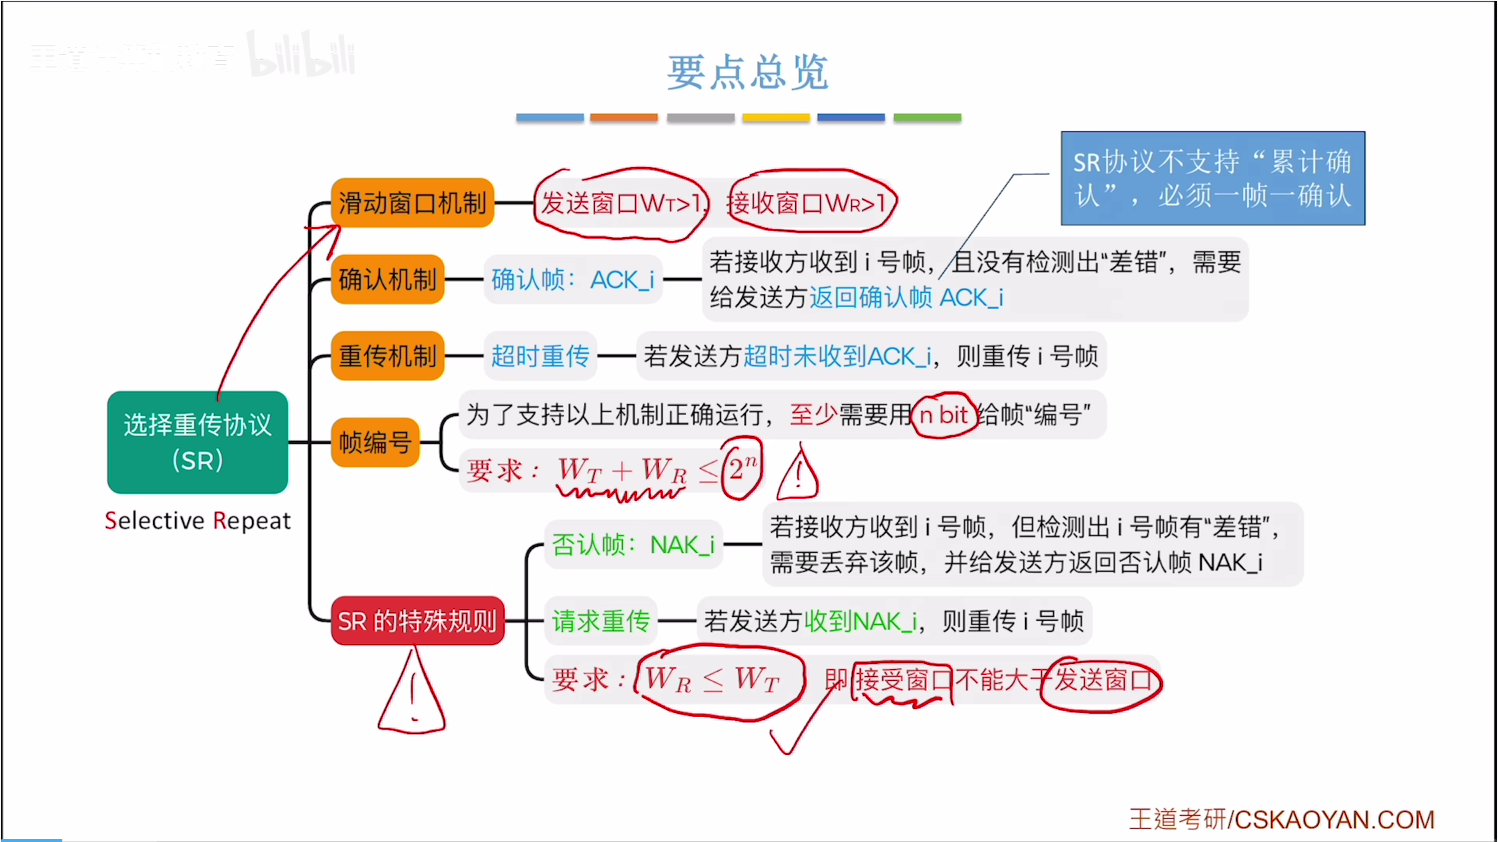 bilibili
要点总览
SR协议不支持“累计确
认”，必须一帧一确认
滑动窗口机制
发送窗口WT>1,
接收窗口WR>1
确认机制
确认帧：ACK_i
若接收方收到 i 号帧，且没有检测出“差错”，需要
给发送方返回确认帧 ACK_i
重传机制
超时重传
若发送方超时未收到ACK_i，则重传 i 号帧
选择重传协议
（SR）
Selective Repeat
帧编号
为了支持以上机制正确运行，至少需要用 n bit 给帧“编号”
要求：W_T + W_R ≤ 2^n
!
SR 的特殊规则
!
否认帧：NAK_i
若接收方收到 i 号帧，但检测出 i 号帧有“差错”，
需要丢弃该帧，并给发送方返回否认帧 NAK_i
请求重传
若发送方收到NAK_i，则重传 i 号帧
要求：W_R ≤ W_T 即接受窗口不能大于发送窗口
王道考研/CSKAOYAN.COM